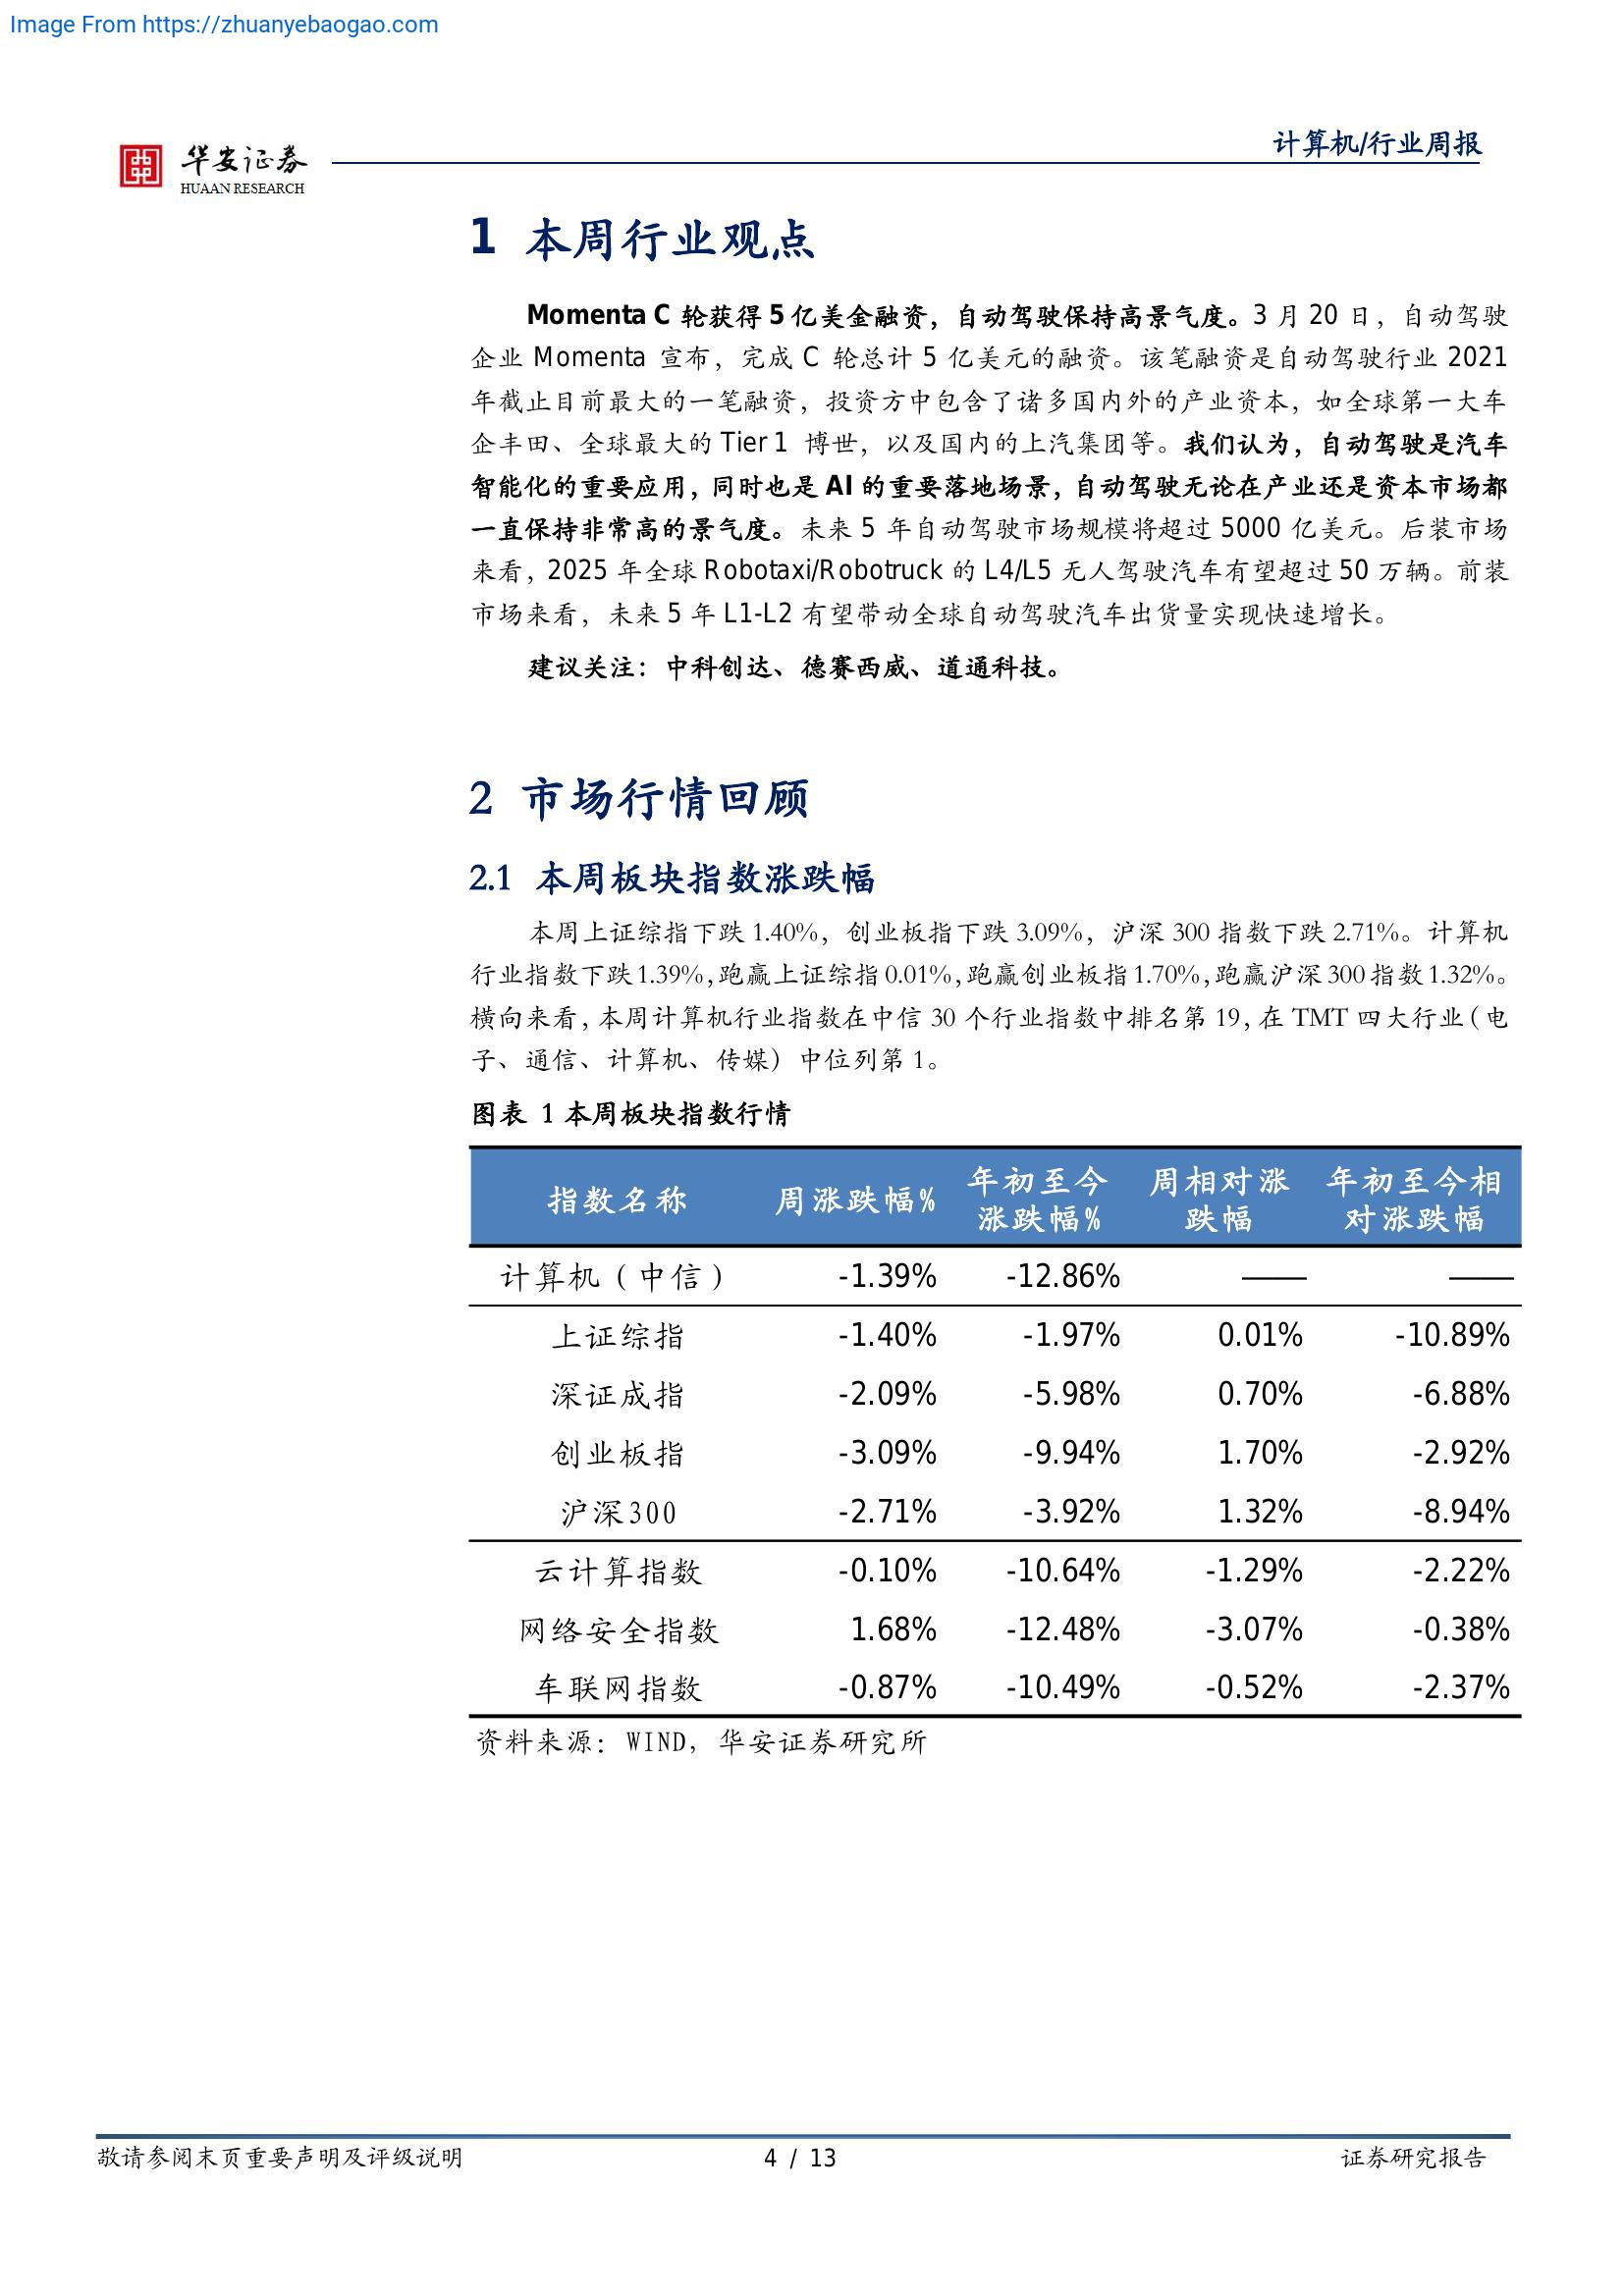 Image From https://zhuanyebaogao.com
华安证券
HUAAN RESEARCH
计算机/行业周报
1 本周行业观点
Momenta C 轮获得 5 亿美金融资，自动驾驶保持高景气度。3 月 20 日，自动驾驶
企业 Momenta 宣布，完成 C 轮总计 5 亿美元的融资。该笔融资是自动驾驶行业 2021
年截止目前最大的一笔融资，投资方中包含了诸多国内外的产业资本，如全球第一大车
企丰田、全球最大的 Tier 1 博世，以及国内的上汽集团等。我们认为，自动驾驶是汽车
智能化的重要应用，同时也是 AI 的重要落地场景，自动驾驶无论在产业还是资本市场都
一直保持非常高的景气度。未来 5 年自动驾驶市场规模将超过 5000 亿美元。后装市场
来看，2025 年全球 Robotaxi/Robotruck 的 L4/L5 无人驾驶汽车有望超过 50 万辆。前装
市场来看，未来 5 年 L1-L2 有望带动全球自动驾驶汽车出货量实现快速增长。
建议关注：中科创达、德赛西威、道通科技。
2 市场行情回顾
2.1 本周板块指数涨跌幅
本周上证综指下跌 1.40%，创业板指下跌 3.09%，沪深 300 指数下跌 2.71%。计算机
行业指数下跌 1.39%，跑赢上证综指 0.01%，跑赢创业板指 1.70%，跑赢沪深 300 指数 1.32%。
横向来看，本周计算机行业指数在中信 30 个行业指数中排名第 19，在 TMT 四大行业（电
子、通信、计算机、传媒）中位列第 1。
图表 1 本周板块指数行情
指数名称 周涨跌幅% 年初至今涨跌幅% 周相对涨跌幅 年初至今相对涨跌幅
计算机（中信） -1.39% -12.86% —— ——
上证综指 -1.40% -1.97% 0.01% -10.89%
深证成指 -2.09% -5.98% 0.70% -6.88%
创业板指 -3.09% -9.94% 1.70% -2.92%
沪深300 -2.71% -3.92% 1.32% -8.94%
云计算指数 -0.10% -10.64% -1.29% -2.22%
网络安全指数 1.68% -12.48% -3.07% -0.38%
车联网指数 -0.87% -10.49% -0.52% -2.37%
资料来源：WIND，华安证券研究所
敬请参阅末页重要声明及评级说明 4 / 13 证券研究报告